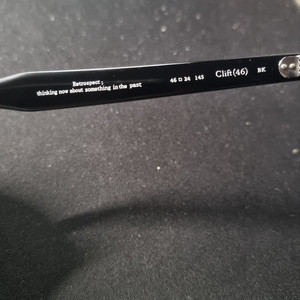 Retrospect ;
thinking now about something in the past
46 □ 24 145 Clift (46) BK